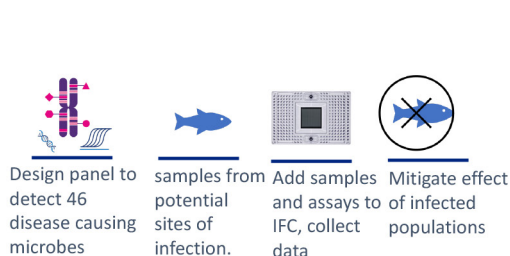 Design panel to
detect 46
disease causing
microbes
samples from
potential
sites of
infection.
Add samples
and assays to
IFC, collect
data
Mitigate effect
of infected
populations